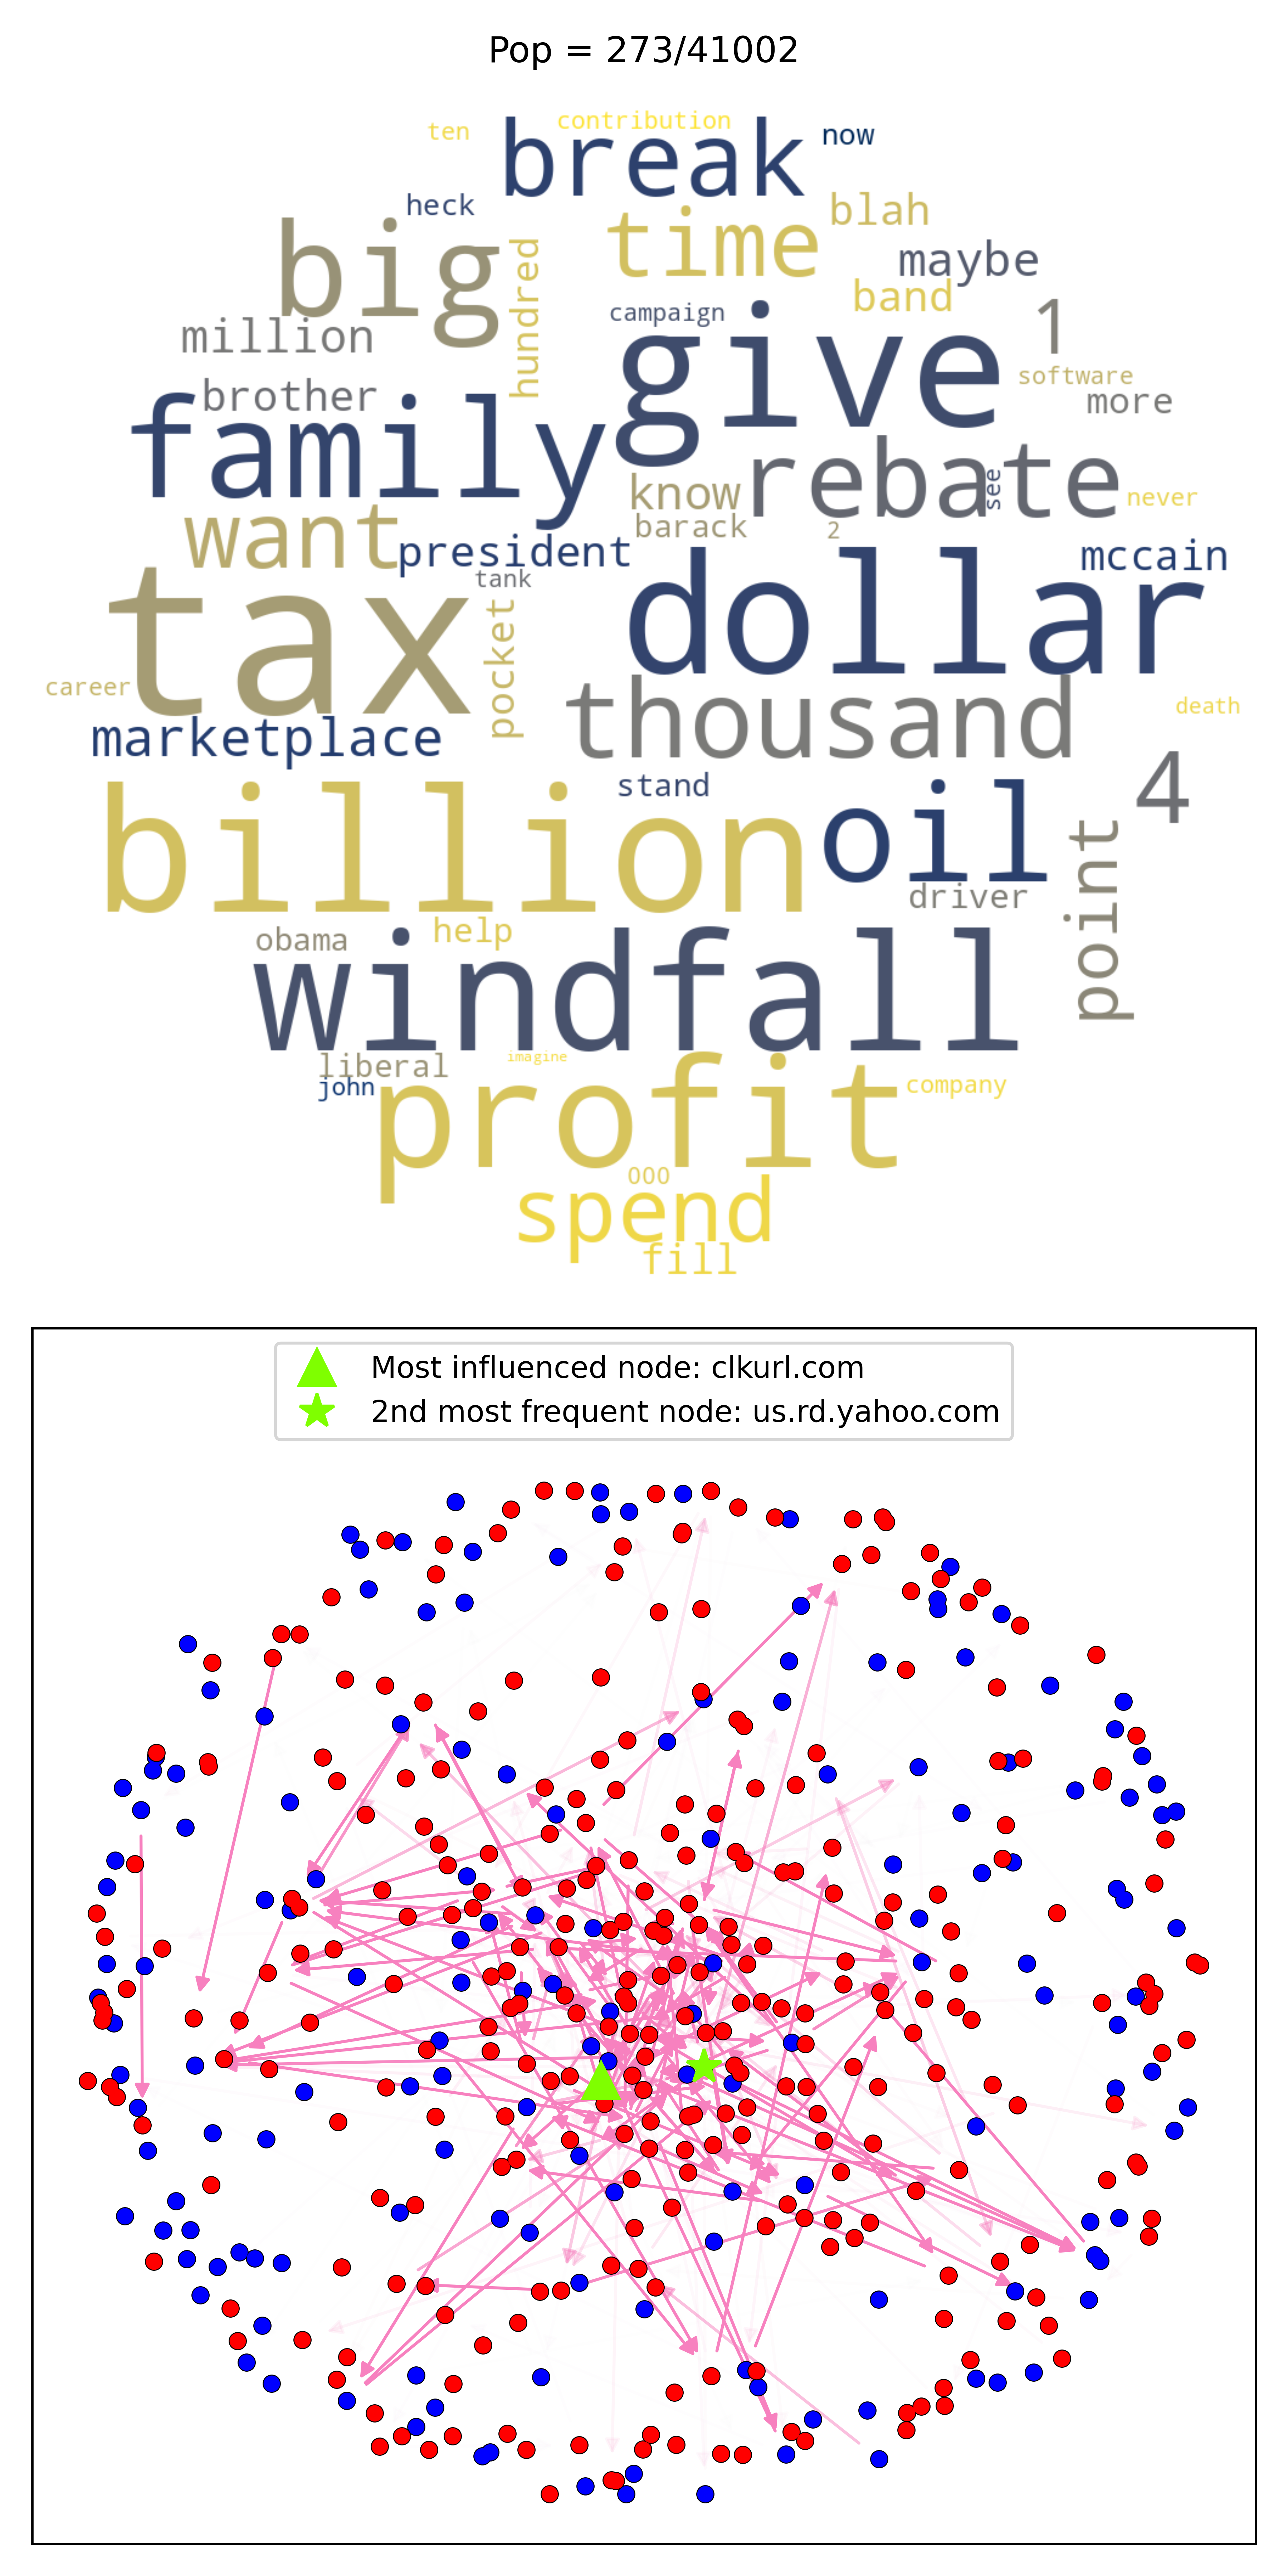 Pop = 273/41002
ten
contribution
break
now
heck
big
hundred
time
blah
maybe
million
campaign
band
1
brother
give
software
more
family
know
rebate
see
never
want
president
barack
2
mccain
tank
tax
pocket
dollar
career
marketplace
thousand
death
billion
stand
oil
4
driver
point
obama
help
windfall
liberal
imagine
john
profit
company
000
spend
fill
Most influenced node: clkurl.com
2nd most frequent node: us.rd.yahoo.com